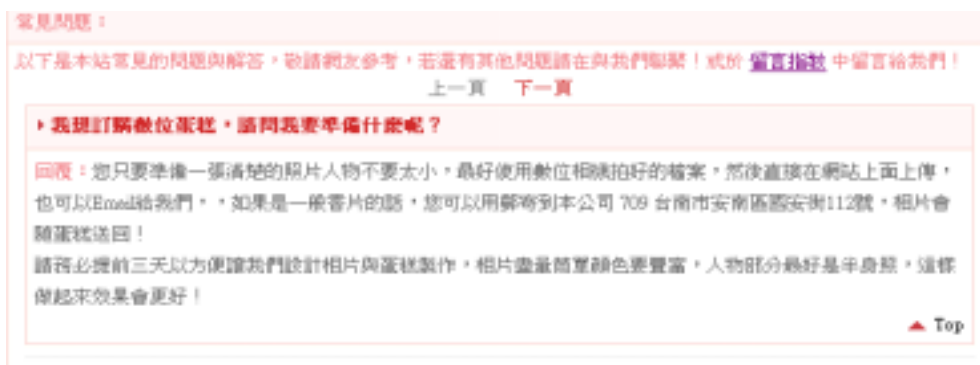 常見問題：
以下是本站常見的問題與解答，敬請網友參考，若還有其他問題請在與我們聯繫！或於 留言指數 中留言給我們！
上一頁 下一頁
我想訂購數位蛋糕，請問我要準備什麼呢？
回覆：您只要準備一張清楚的照片人物不要太小，最好使用數位相機拍好的檔案，然後直接在網站上面上傳，
也可以Email給我們，，如果是一般書片的話，您可以用郵寄到本公司 709 台南市安南區國安街112號，相片會
隨蛋糕送回！
請務必提前三天以方便讓我們設計相片與蛋糕製作，相片盡量簡單顏色要豐富，人物部分最好是半身照，這樣
做起來效果會更好！
Top